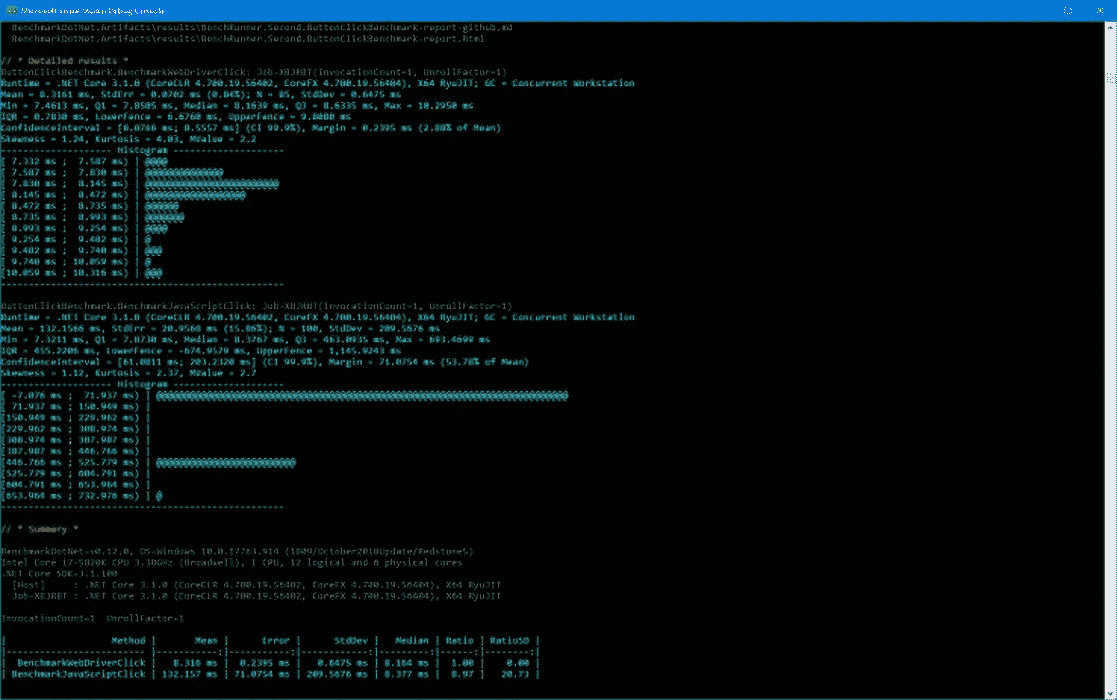 Microsoft Visual Studio Debug Console
BenchmarkDotNet.Artifacts\results\BenchRunner.Second.ButtonClickBenchmark-report-github.md
BenchmarkDotNet.Artifacts\results\BenchRunner.Second.ButtonClickBenchmark-report.html
// * Detailed results *
ButtonClickBenchmark.BenchmarkWebDriverClick: Job-XBJRBT(InvocationCount=1, UnrollFactor=1)
Runtime = .NET Core 3.1.0 (CoreCLR 4.700.19.56402, CoreFX 4.700.19.56404), X64 RyuJIT; GC = Concurrent Workstation
Mean = 8.3161 ms, StdErr = 0.0702 ms (0.84%); N = 85, StdDev = 0.6475 ms
Min = 7.4613 ms, Q1 = 7.8505 ms, Median = 8.1639 ms, Q3 = 8.6335 ms, Max = 10.2950 ms
IQR = 0.7830 ms, LowerFence = 6.6760 ms, UpperFence = 9.8080 ms
ConfidenceInterval = [8.0766 ms; 8.5557 ms] (CI 99.9%), Margin = 0.2395 ms (2.88% of Mean)
Skewness = 1.24, Kurtosis = 4.03, MValue = 2.2
------------------- Histogram -------------------
[ 7.332 ms ;  7.587 ms) | @@@@
[ 7.587 ms ;  7.830 ms) | @@@@@@@@@@@@@@
[ 7.830 ms ;  8.145 ms) | @@@@@@@@@@@@@@@@@@@@@@@@
[ 8.145 ms ;  8.472 ms) | @@@@@@@@@@@@@@@@@@
[ 8.472 ms ;  8.735 ms) | @@@@@@
[ 8.735 ms ;  8.993 ms) | @@@@@@@
[ 8.993 ms ;  9.254 ms) | @@@@
[ 9.254 ms ;  9.482 ms) | @
[ 9.482 ms ;  9.740 ms) | @@@
[ 9.740 ms ; 10.059 ms) | @
[10.059 ms ; 10.316 ms) | @@@
---------------------------------------------------
ButtonClickBenchmark.BenchmarkJavaScriptClick: Job-XBJRBT(InvocationCount=1, UnrollFactor=1)
Runtime = .NET Core 3.1.0 (CoreCLR 4.700.19.56402, CoreFX 4.700.19.56404), X64 RyuJIT; GC = Concurrent Workstation
Mean = 132.1566 ms, StdErr = 20.9568 ms (15.86%); N = 100, StdDev = 209.5676 ms
Min = 7.3211 ms, Q1 = 7.8730 ms, Median = 8.3767 ms, Q3 = 463.0935 ms, Max = 693.4699 ms
IQR = 455.2206 ms, LowerFence = -674.9579 ms, UpperFence = 1,145.9243 ms
ConfidenceInterval = [61.0811 ms; 203.2320 ms] (CI 99.9%), Margin = 71.0754 ms (53.78% of Mean)
Skewness = 1.12, Kurtosis = 2.37, MValue = 2.7
------------------- Histogram -------------------
[ -7.076 ms ;  71.937 ms) | @@@@@@@@@@@@@@@@@@@@@@@@@@@@@@@@@@@@@@@@@@@@@@@@@@@@@@@@@@@@@@@@@@@@@@@@@@
[ 71.937 ms ; 150.949 ms) |
[150.949 ms ; 229.962 ms) |
[229.962 ms ; 308.974 ms) |
[308.974 ms ; 387.987 ms) |
[387.987 ms ; 446.766 ms) |
[446.766 ms ; 525.779 ms) | @@@@@@@@@@@@@@@@@@@@@@@@@
[525.779 ms ; 604.791 ms) |
[604.791 ms ; 653.964 ms) |
[653.964 ms ; 732.976 ms) | @
---------------------------------------------------
// * Summary *
BenchmarkDotNet=v0.12.0, OS=Windows 10.0.17763.914 (1809/October2018Update/Redstone5)
Intel Core i7-5820K CPU 3.30GHz (Broadwell), 1 CPU, 12 logical and 6 physical cores
.NET Core SDK=3.1.100
[Host]     : .NET Core 3.1.0 (CoreCLR 4.700.19.56402, CoreFX 4.700.19.56404), X64 RyuJIT
Job-XBJRBT : .NET Core 3.1.0 (CoreCLR 4.700.19.56402, CoreFX 4.700.19.56404), X64 RyuJIT
InvocationCount=1  UnrollFactor=1
| Method | Mean | Error | StdDev | Median | Ratio | RatioSD |
|------------------------- |-----------:|-----------:|------------:|---------:|------:|--------:|
| BenchmarkWebDriverClick | 8.316 ms | 0.2395 ms | 0.6475 ms | 8.164 ms | 1.00 | 0.00 |
| BenchmarkJavaScriptClick | 132.157 ms | 71.0754 ms | 209.5676 ms | 8.377 ms | 8.97 | 20.73 |